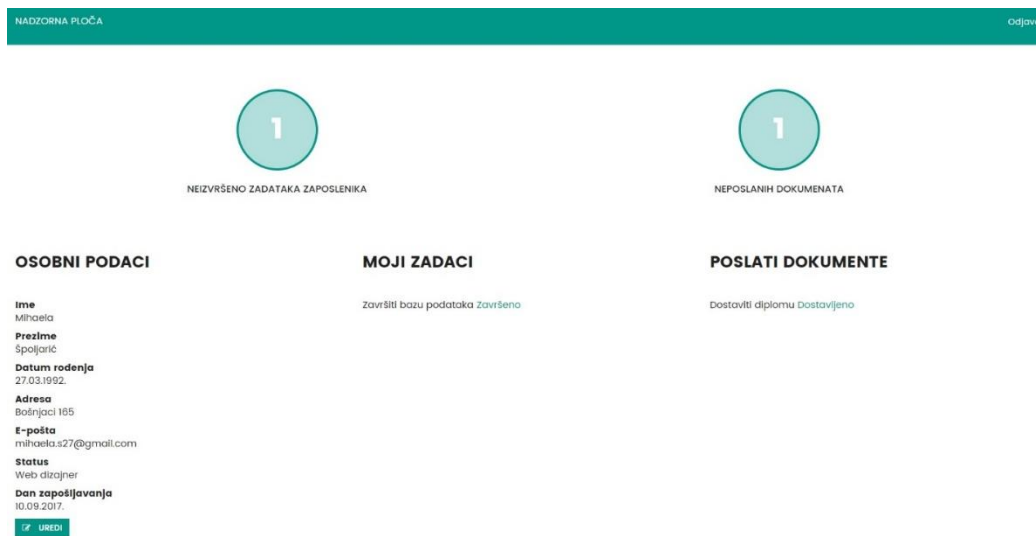 NADZORNA PLOČA
Odjava
1
1
NEIZVRŠENO ZADATAKA ZAPOSLENIKA
NEPOSLANIH DOKUMENATA
OSOBNI PODACI
Ime
Mihaela
Prezime
Špoljarić
Datum rođenja
27.03.1992.
Adresa
Bošnjaci 165
E-pošta
mihaela.s27@gmail.com
Status
Web dizajner
Dan zapošljavanja
10.09.2017.
UREDI
MOJI ZADACI
Završiti bazu podataka Završeno
POSLATI DOKUMENTE
Dostaviti diplomu Dostavljeno